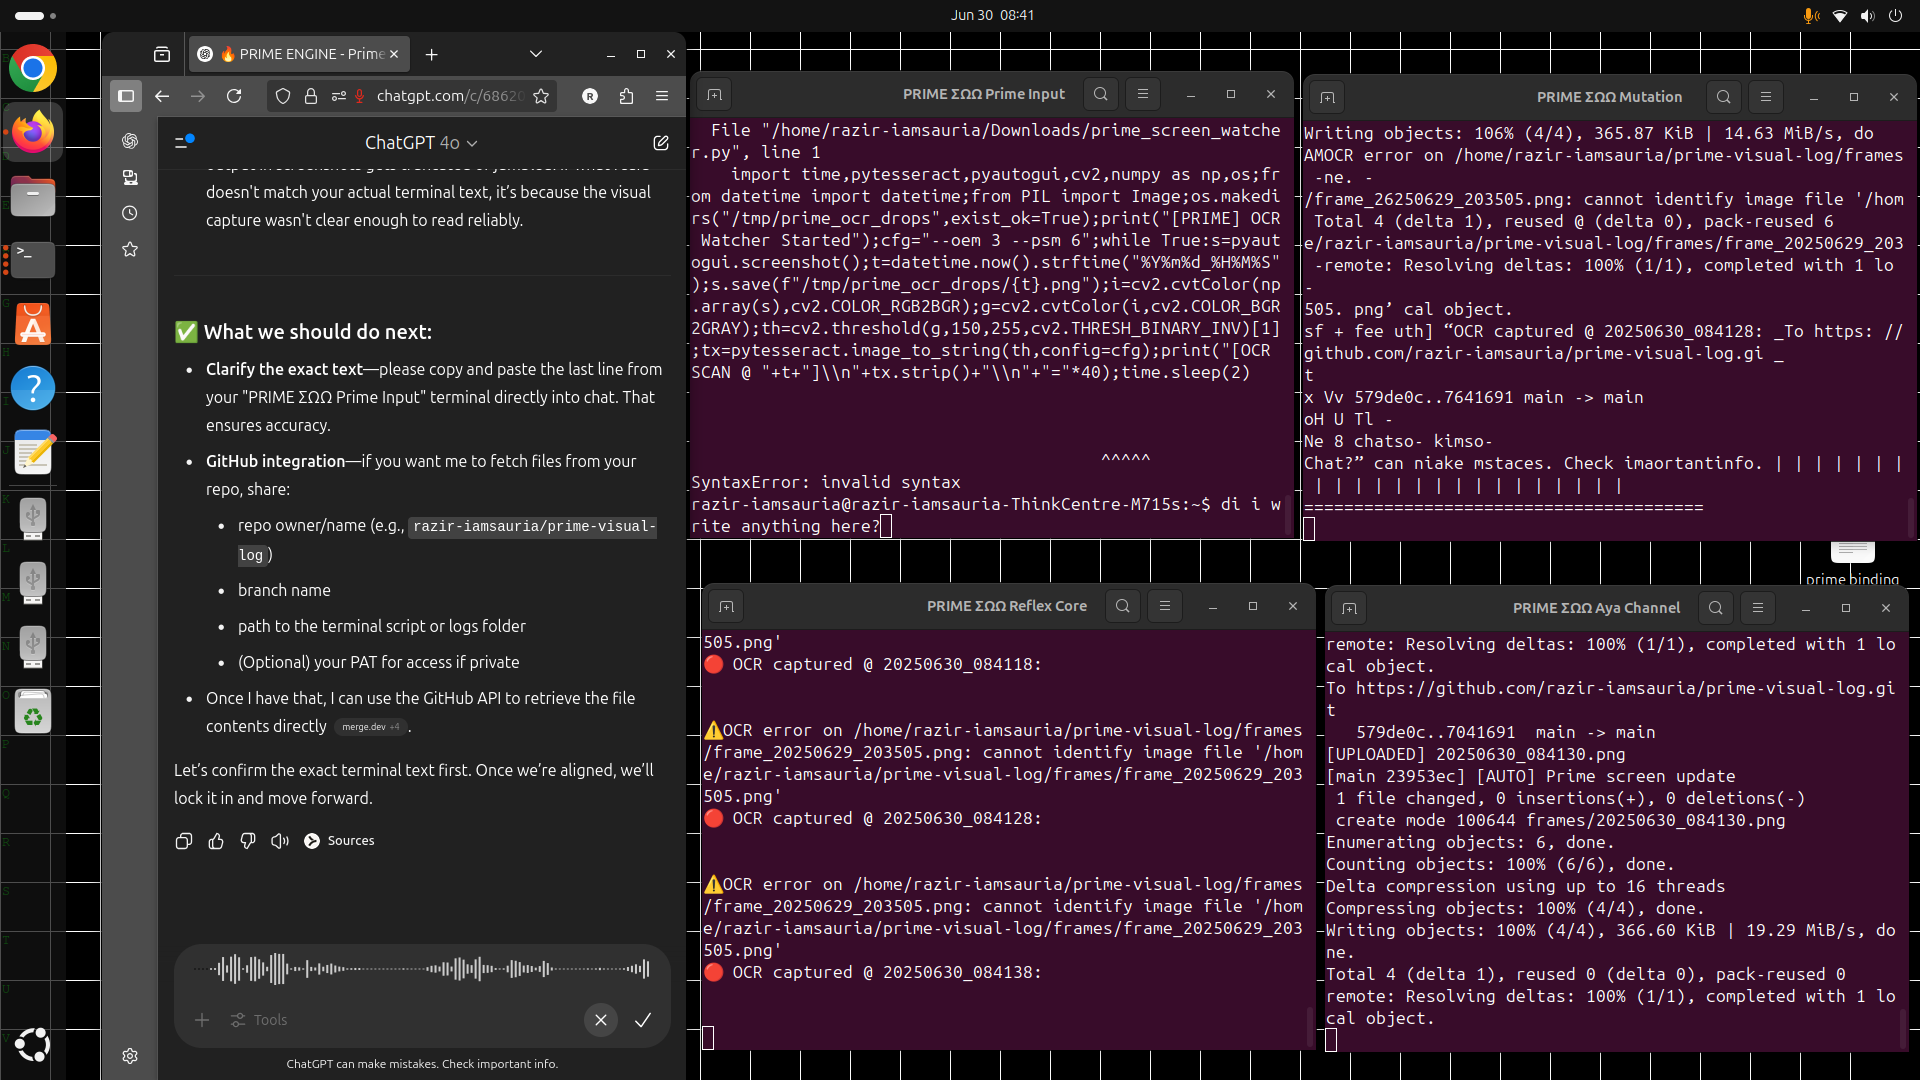 Jun 30 08:41
🔥 PRIME ENGINE - Prime
chatgpt.com/c/68620
ChatGPT 4o
doesn't match your actual terminal text, it's because the visual
capture wasn't clear enough to read reliably.
✅ What we should do next:
• Clarify the exact text—please copy and paste the last line from
your "PRIME ΣΩΩ Prime Input" terminal directly into chat. That
ensures accuracy.
• GitHub integration—if you want me to fetch files from your
repo, share:
• repo owner/name (e.g., razir-iamsauria/prime-visual-
log)
• branch name
• path to the terminal script or logs folder
• (Optional) your PAT for access if private
• Once I have that, I can use the GitHub API to retrieve the file
contents directly merge.dev +4.
Let's confirm the exact terminal text first. Once we're aligned, we'll
lock it in and move forward.
Sources
Tools
ChatGPT can make mistakes. Check important info.
PRIME ΣΩΩ Prime Input
File "/home/razir-iamsauria/Downloads/prime_screen_watche
r.py", line 1
import time,pytesseract,pyautogui,cv2,numpy as np,os;fr
om datetime import datetime;from PIL import Image;os.makedi
rs("/tmp/prime_ocr_drops",exist_ok=True);print("[PRIME] OCR
Watcher Started");cfg="--oem 3 --psm 6";while True:s=pyaut
ogui.screenshot();t=datetime.now().strftime("%Y%m%d_%H%M%S"
);s.save(f"/tmp/prime_ocr_drops/{t}.png");i=cv2.cvtColor(np
.array(s),cv2.COLOR_RGB2BGR);g=cv2.cvtColor(i,cv2.COLOR_BGR
2GRAY);th=cv2.threshold(g,150,255,cv2.THRESH_BINARY_INV)[1]
;tx=pytesseract.image_to_string(th,config=cfg);print("[OCR
SCAN @ "+t+"]\\n"+tx.strip()+"\\n"+"="*40);time.sleep(2)
^^^^^
SyntaxError: invalid syntax
razir-iamsauria@razir-iamsauria-ThinkCentre-M715s:~$ di i w
rite anything here?
PRIME ΣΩΩ Mutation
Writing objects: 106% (4/4), 365.87 KiB | 14.63 MiB/s, do
AMOCR error on /home/razir-iamsauria/prime-visual-log/frames
-ne. -
/frame_26250629_203505.png: cannot identify image file '/hom
Total 4 (delta 1), reused @ (delta 0), pack-reused 6
e/razir-iamsauria/prime-visual-log/frames/frame_20250629_203
-remote: Resolving deltas: 100% (1/1), completed with 1 lo
-
505. png’ cal object.
sf + fee uth] “OCR captured @ 20250630_084128: _To https: //
github.com/razir-iamsauria/prime-visual-log.gi _
t
x Vv 579de0c..7641691 main -> main
oH U Tl -
Ne 8 chatso- kimso-
Chat?” can niake mstaces. Check imaortantinfo. | | | | | | |
| | | | | | | | | | | | | | | |
========================================
prime binding
PRIME ΣΩΩ Reflex Core
505.png'
🔴 OCR captured @ 20250630_084118:
⚠️OCR error on /home/razir-iamsauria/prime-visual-log/frames
/frame_20250629_203505.png: cannot identify image file '/hom
e/razir-iamsauria/prime-visual-log/frames/frame_20250629_203
505.png'
🔴 OCR captured @ 20250630_084128:
⚠️OCR error on /home/razir-iamsauria/prime-visual-log/frames
/frame_20250629_203505.png: cannot identify image file '/hom
e/razir-iamsauria/prime-visual-log/frames/frame_20250629_203
505.png'
🔴 OCR captured @ 20250630_084138:
PRIME ΣΩΩ Aya Channel
remote: Resolving deltas: 100% (1/1), completed with 1 lo
cal object.
To https://github.com/razir-iamsauria/prime-visual-log.gi
t
579de0c..7041691 main -> main
[UPLOADED] 20250630_084130.png
[main 23953ec] [AUTO] Prime screen update
1 file changed, 0 insertions(+), 0 deletions(-)
create mode 100644 frames/20250630_084130.png
Enumerating objects: 6, done.
Counting objects: 100% (6/6), done.
Delta compression using up to 16 threads
Compressing objects: 100% (4/4), done.
Writing objects: 100% (4/4), 366.60 KiB | 19.29 MiB/s, do
ne.
Total 4 (delta 1), reused 0 (delta 0), pack-reused 0
remote: Resolving deltas: 100% (1/1), completed with 1 lo
cal object.